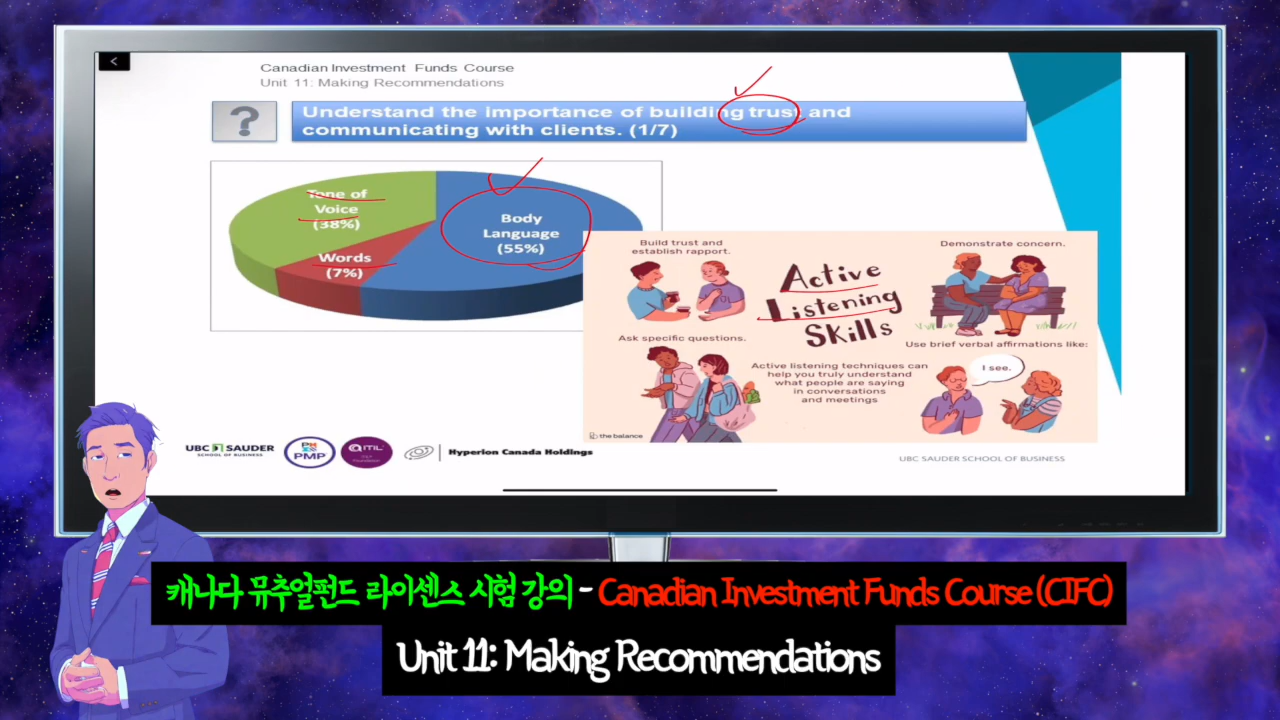 Canadian Investment Funds Course
Unit 11: Making Recommendations
?
Understand the importance of building trust and
communicating with clients. (1/7)
Tone of
Voice
(38%)
Words
(7%)
Body
Language
(55%)
Build trust and
establish rapport.
Demonstrate concern.
Active
Listening
Skills
Ask specific questions.
Use brief verbal affirmations like:
I see.
Active listening techniques can
help you truly understand
what people are saying
in conversations
and meetings
the balance
UBC SAUDER
SCHOOL OF BUSINESS
PMP
ITIL
Foundation
Hyperion Canada Holdings
UBC SAUDER SCHOOL OF BUSINESS
캐나다 뮤추얼펀드 라이센스 시험 강의 - Canadian Investment Funds Course (CIFC)
Unit 11: Making Recommendations